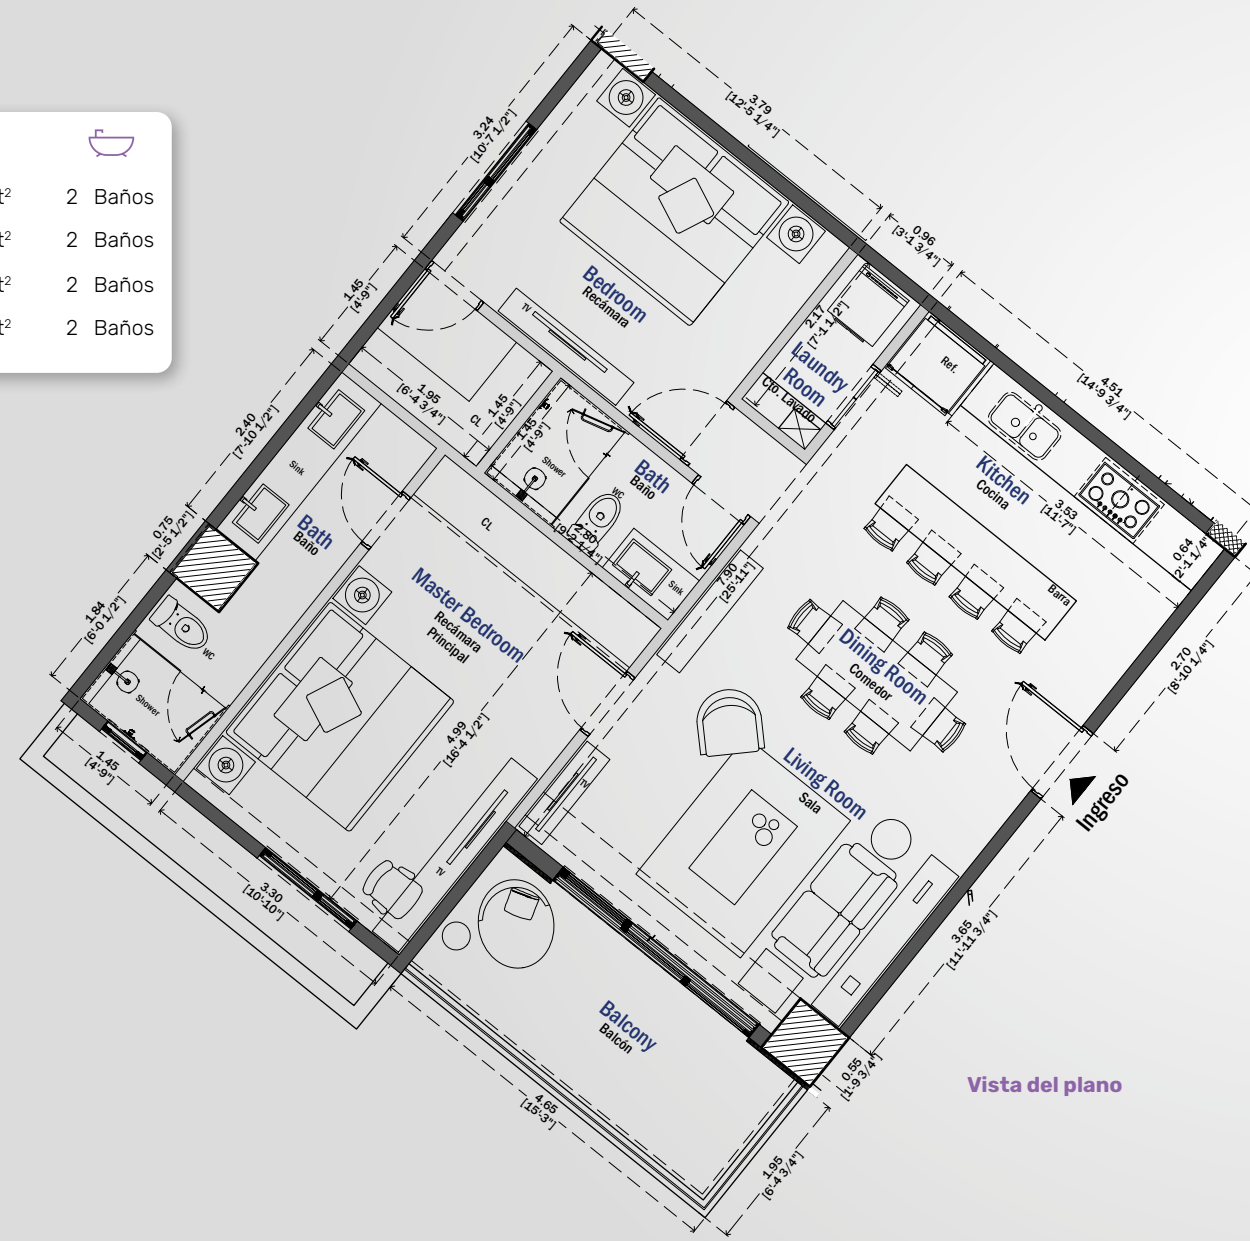 t² 2 Baños
t² 2 Baños
t² 2 Baños
t² 2 Baños
3.79
[12'-5 1/4"]
3.24
[10'-7 1/2"]
0.96
[3'-1 3/4"]
1.45
[4'-9"]
Bedroom
Recámara
TV
2.17
[7'-1 1/2"]
Laundry
Room
Cto. Lavado
Ref.
4.51
[14'-9 3/4"]
1.95
[6'-4 3/4"]
CL
1.45
[4'-9"]
1.45
[4'-9"]
2.40
[7'-10 1/2"]
Sink
Shower
Bath
Baño
WC
2.80
[9'-2 1/4"]
Sink
Kitchen
Cocina
3.53
[11'-7"]
0.64
2'-1 1/4"
Barra
CL
Bath
Baño
0.75
[2'-5 1/2"]
7.90
[25'-11"]
Master Bedroom
Recámara
Principal
1.84
[6'-0 1/2"]
WC
Shower
Dining Room
Comedor
2.70
[8'-10 1/4"]
4.99
[16'-4 1/2"]
1.45
[4'-9"]
Living Room
Sala
TV
Ingreso
TV
3.30
[10'-10"]
3.65
[11'-11 3/4"]
Balcony
Balcón
0.55
[1'-9 3/4"]
Vista del plano
4.65
[15'-3"]
1.95
[6'-4 3/4"]